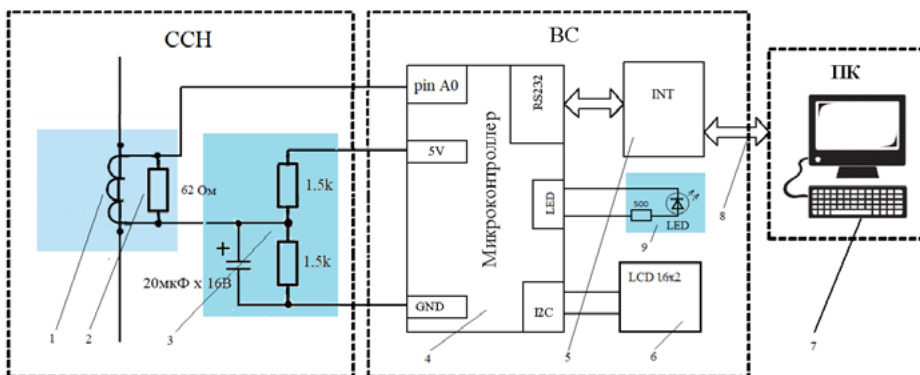 ССН
ВС
ПК
pin A0
RS232
INT
5V
62 Ом
1.5k
Микроконтроллер
LED
500
LED
1.5k
20мкФ х 16В
GND
I2C
LCD 16x2
1
2
3
4
5
6
7
8
9